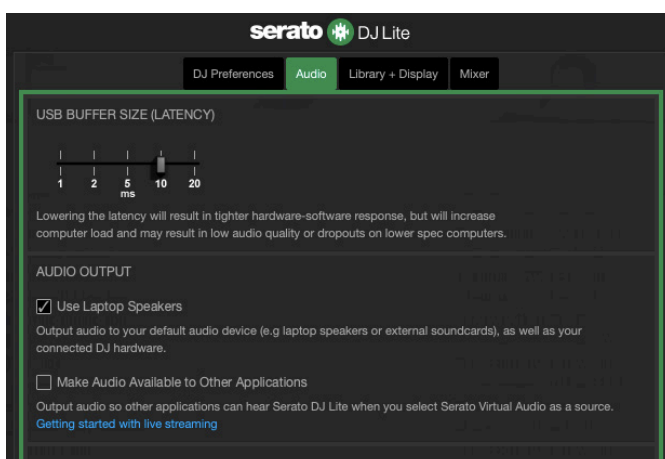 serato DJ Lite
DJ Preferences Audio Library + Display Mixer
USB BUFFER SIZE (LATENCY)
1 2 5 10 20
ms
Lowering the latency will result in tighter hardware-software response, but will increase
computer load and may result in low audio quality or dropouts on lower spec computers.
AUDIO OUTPUT
Use Laptop Speakers
Output audio to your default audio device (e.g laptop speakers or external soundcards), as well as your
connected DJ hardware.
Make Audio Available to Other Applications
Output audio so other applications can hear Serato DJ Lite when you select Serato Virtual Audio as a source.
Getting started with live streaming